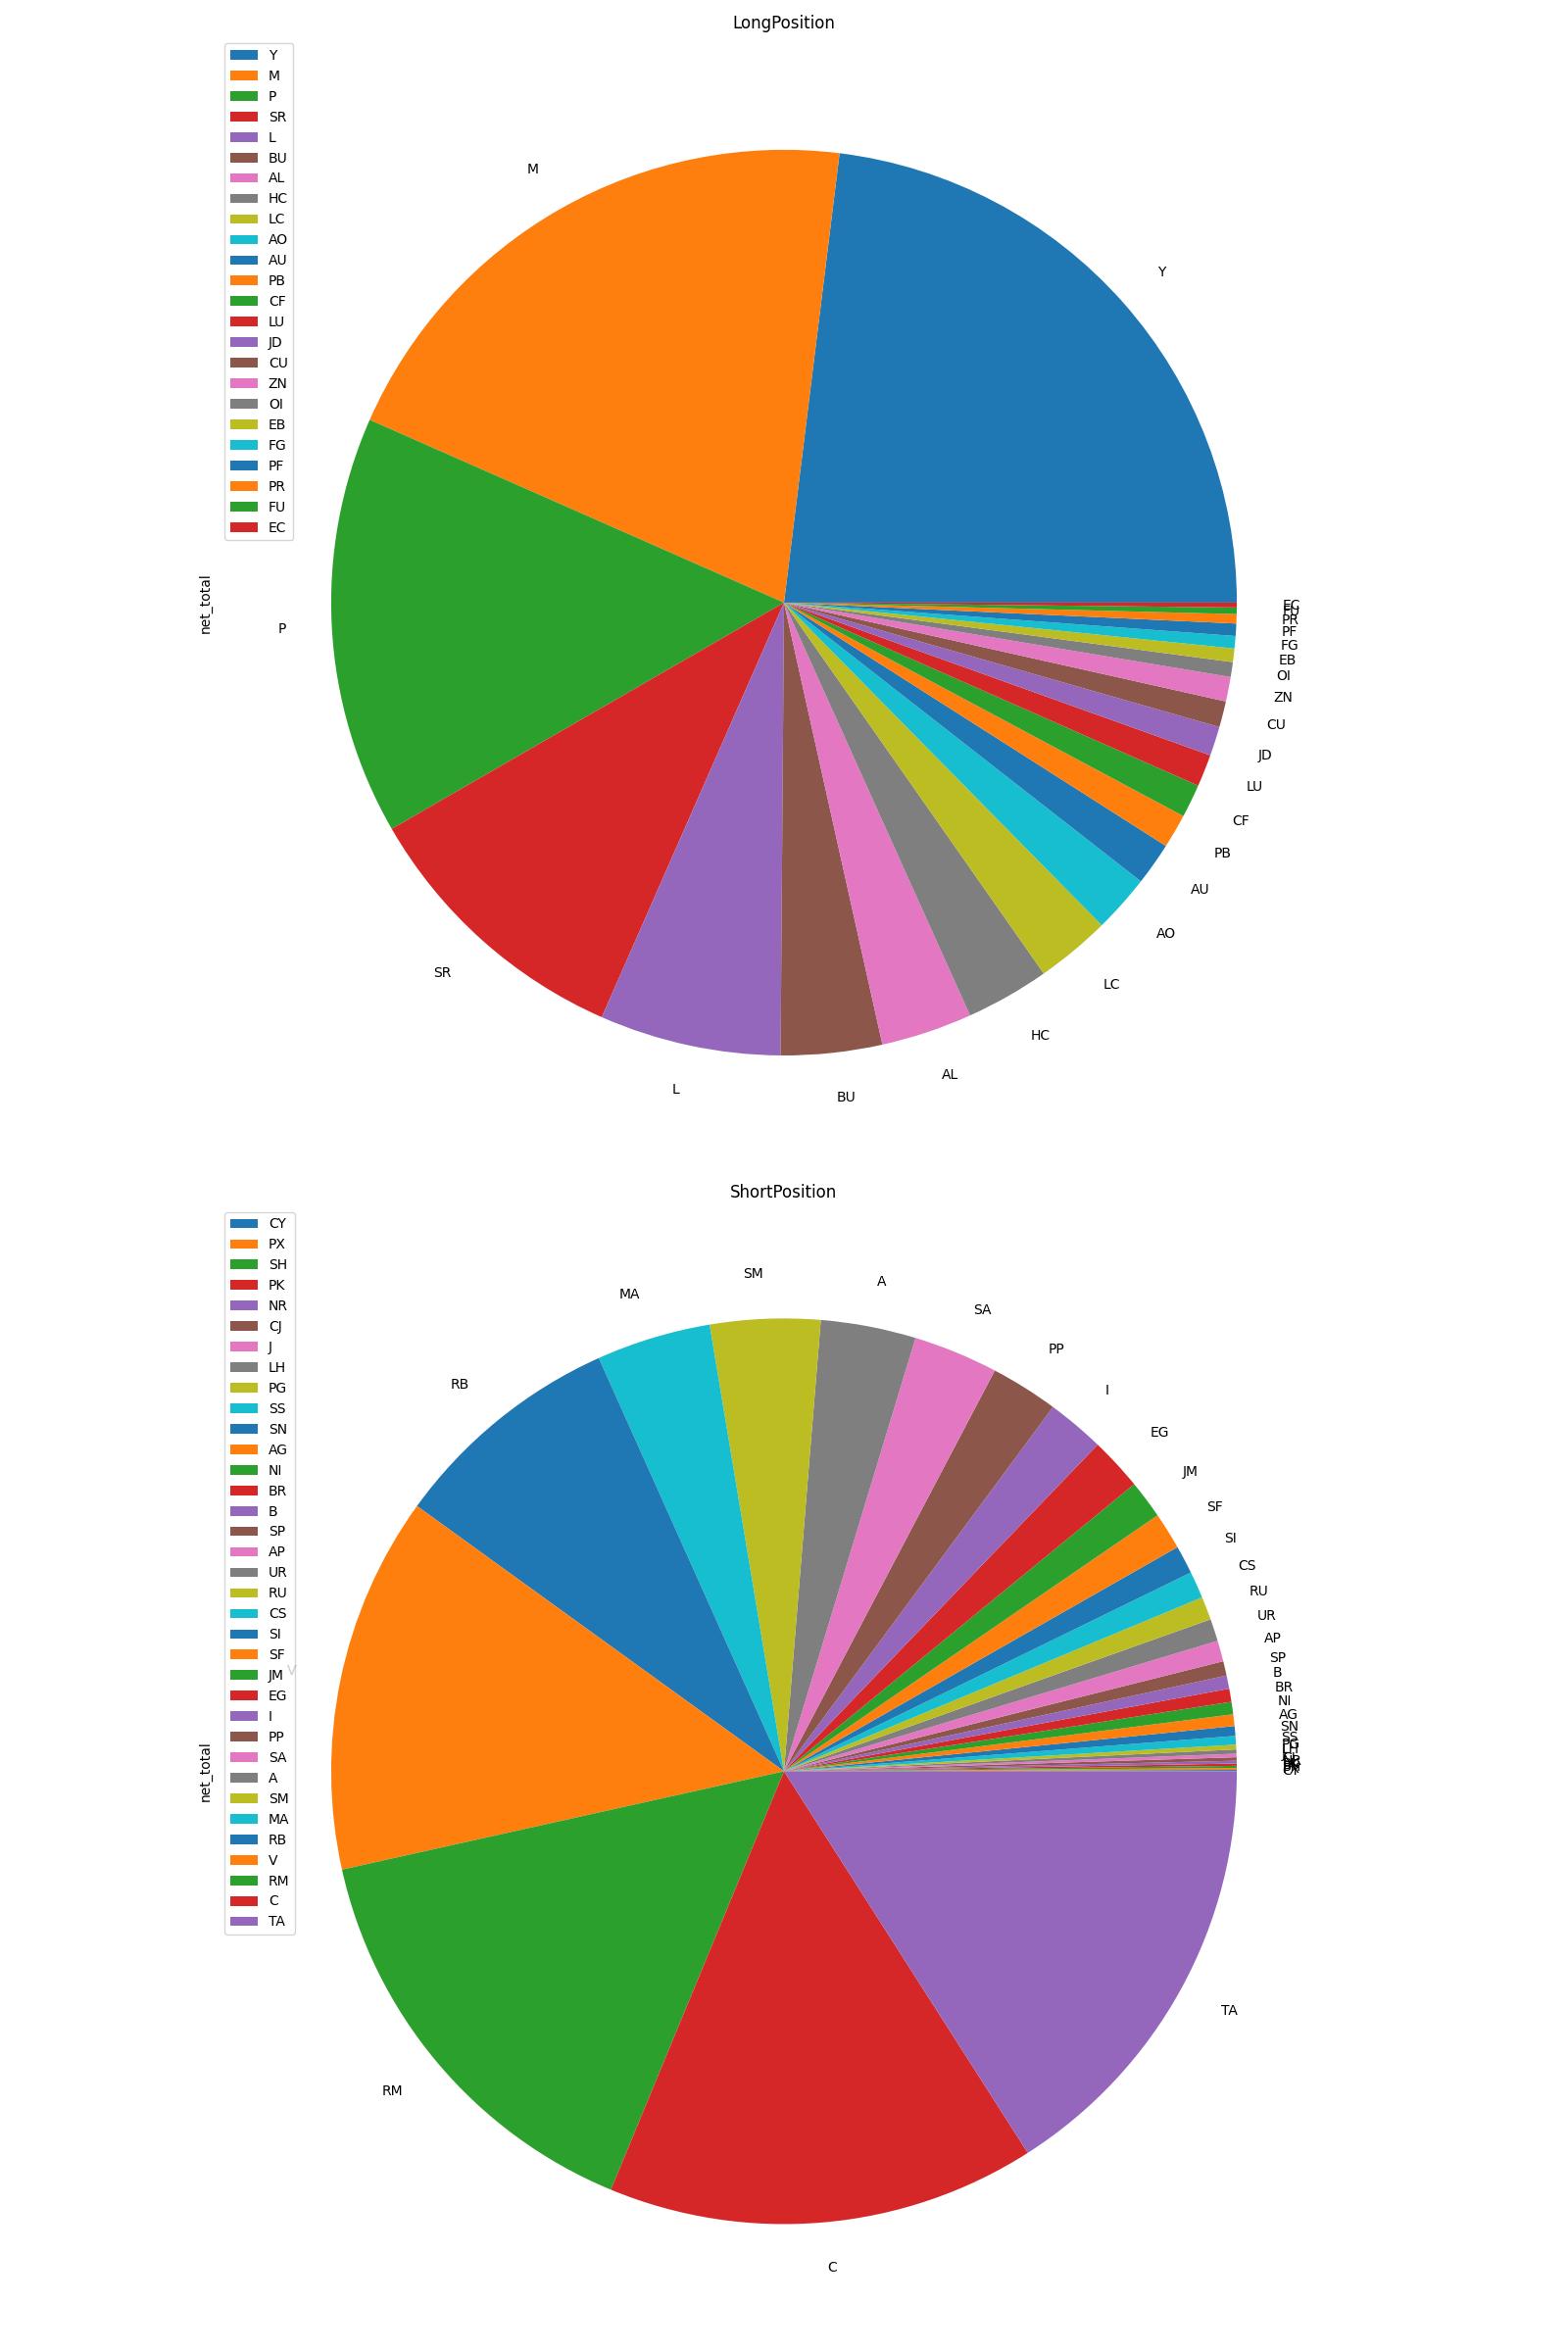 LongPosition
Y
M
P
SR
L
BU
AL
HC
LC
AO
AU
PB
CF
LU
JD
CU
ZN
OI
EB
FG
PF
PR
FU
EC
net_total
M
Y
P
SR
L
BU
AL
HC
LC
AO
AU
PB
CF
LU
JD
CU
ZN
OI
EB
FG
PF
PR
FU
EC
ShortPosition
CY
PX
SH
PK
NR
CJ
J
LH
PG
SS
SN
AG
NI
BR
B
SP
AP
UR
RU
CS
SI
SF
JM
EG
I
PP
SA
A
SM
MA
RB
V
RM
C
TA
net_total
V
RB
MA
SM
A
SA
PP
I
EG
JM
SF
SI
CS
RU
UR
AP
SP
B
BR
NI
AG
SN
SS
TA
RM
C